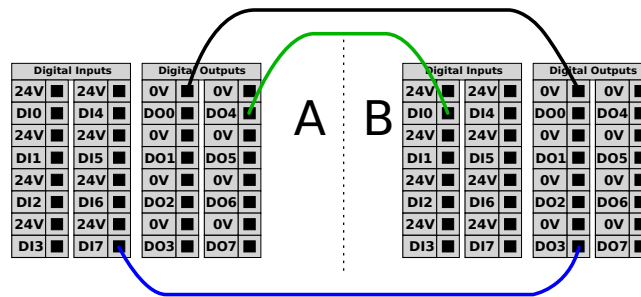 Digital Inputs Digital Outputs Digital Inputs Digital Outputs
24V 24V 0V 0V 24V 24V 0V 0V
DI0 DI4 DO0 DO4 A B DI0 DI4 DO0 DO4
24V 24V 0V 0V 24V 24V 0V 0V
DI1 DI5 DO1 DO5 DI1 DI5 DO1 DO5
24V 24V 0V 0V 24V 24V 0V 0V
DI2 DI6 DO2 DO6 DI2 DI6 DO2 DO6
24V 24V 0V 0V 24V 24V 0V 0V
DI3 DI7 DO3 DO7 DI3 DI7 DO3 DO7